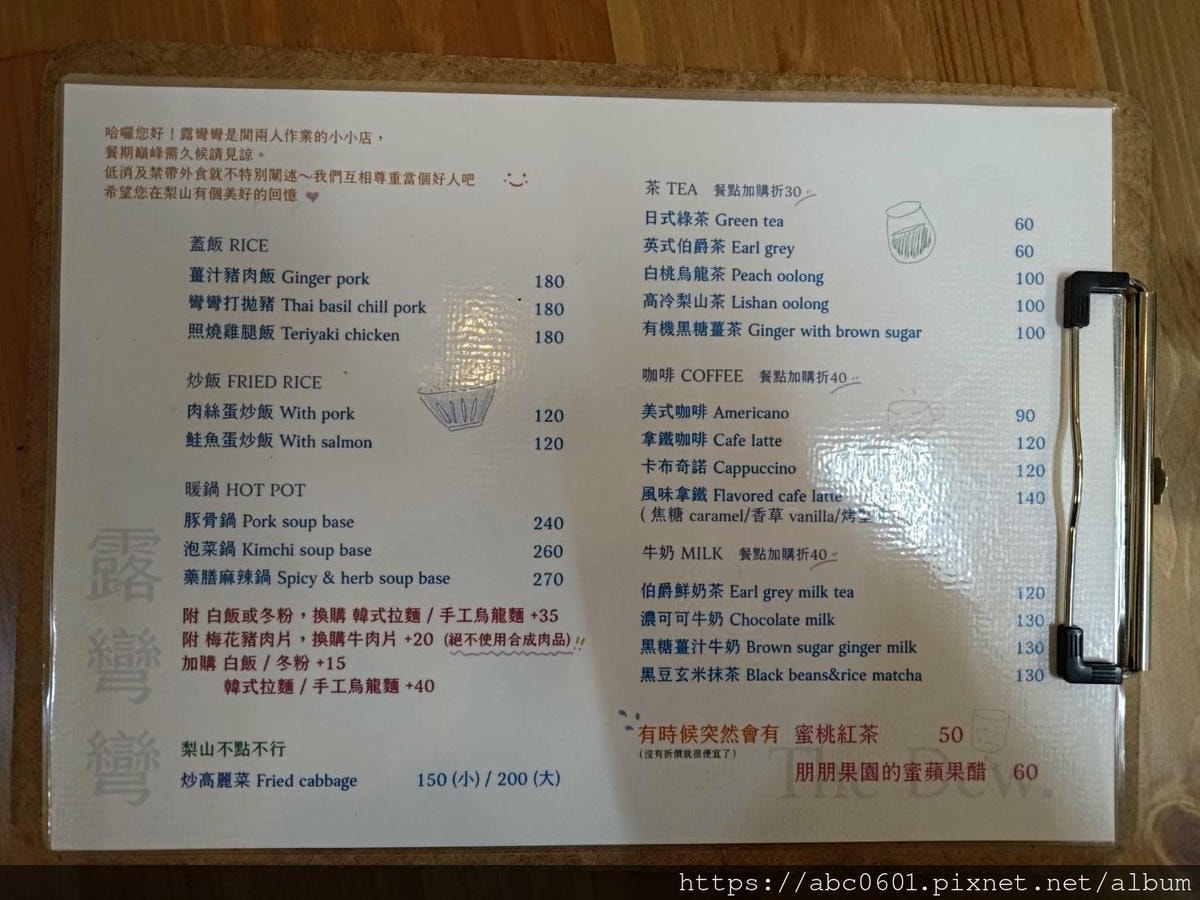 哈囉您好！露彎彎是間兩人作業的小小店，
餐期巔峰需久候請見諒。
低消及禁帶外食就不特別闡述～我們互相尊重當個好人吧
希望您在梨山有個美好的回憶
蓋飯 RICE
薑汁豬肉飯 Ginger pork 180
彎彎打拋豬 Thai basil chill pork 180
照燒雞腿飯 Teriyaki chicken 180
炒飯 FRIED RICE
肉絲蛋炒飯 With pork 120
鮭魚蛋炒飯 With salmon 120
暖鍋 HOT POT
豚骨鍋 Pork soup base 240
泡菜鍋 Kimchi soup base 260
藥膳麻辣鍋 Spicy & herb soup base 270
附 白飯或冬粉，換購 韓式拉麵 / 手工烏龍麵 +35
附 梅花豬肉片，換購牛肉片 +20（絕不使用合成肉品）!!
加購 白飯 / 冬粉 +15
韓式拉麵 / 手工烏龍麵 +40
梨山不點不行
炒高麗菜 Fried cabbage 150 (小) / 200 (大)
露彎彎
茶 TEA 餐點加購折30
日式綠茶 Green tea 60
英式伯爵茶 Earl grey 60
白桃烏龍茶 Peach oolong 100
高冷梨山茶 Lishan oolong 100
有機黑糖薑茶 Ginger with brown sugar 100
咖啡 COFFEE 餐點加購折40
美式咖啡 Americano 90
拿鐵咖啡 Cafe latte 120
卡布奇諾 Cappuccino 120
風味拿鐵 Flavored cafe latte 140
( 焦糖 caramel/香草 vanilla/烤
牛奶 MILK 餐點加購折40
伯爵鮮奶茶 Earl grey milk tea 120
濃可可牛奶 Chocolate milk 130
黑糖薑汁牛奶 Brown sugar ginger milk 130
黑豆玄米抹茶 Black beans&rice matcha 130
有時候突然會有 蜜桃紅茶 50
(沒有折價就很便宜了)
朋朋果園的蜜蘋果醋 60
The Dew.
https://abc0601.pixnet.net/album